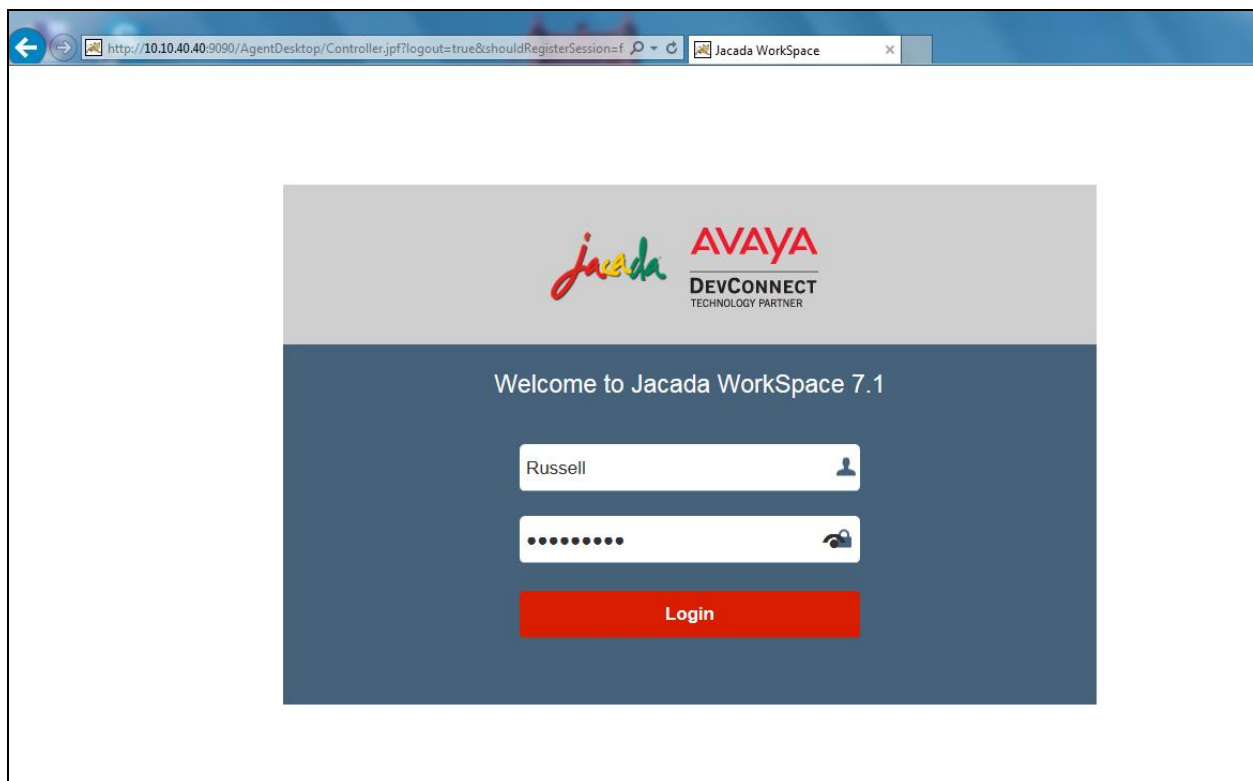 http://10.10.40.40:9090/AgentDesktop/Controller.jpf?logout=true&shouldRegisterSession=f
Jacada WorkSpace
jacada
AVAYA
DEVCONNECT
TECHNOLOGY PARTNER
Welcome to Jacada WorkSpace 7.1
Russell
•••••••••
Login